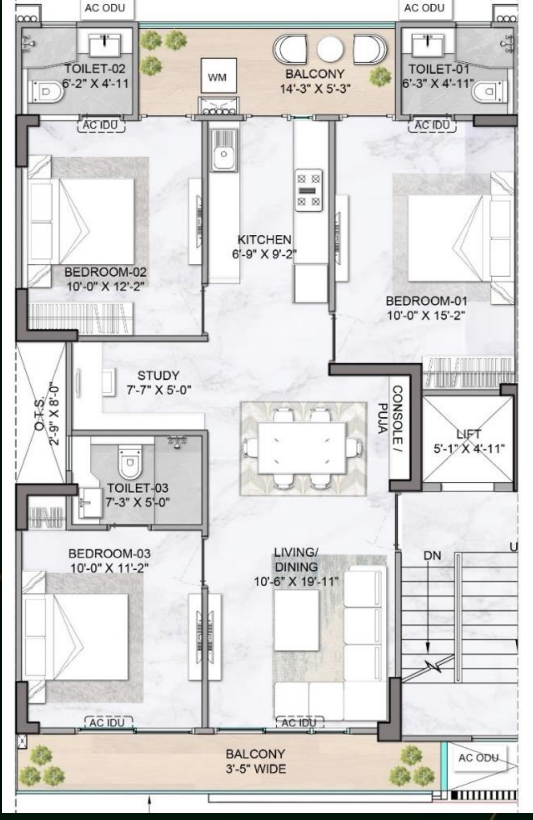 AC ODU
AC ODU
TOILET-02
6'-2" X 4'-11
WM
BALCONY
14'-3" X 5'-3"
TOILET-01
6'-3" X 4'-11"
AC IDU
AC IDU
KITCHEN
6'-9" X 9'-2"
BEDROOM-02
10'-0" X 12'-2"
BEDROOM-01
10'-0" X 15'-2"
STUDY
7'-7" X 5'-0"
O.T.S.
2'-9" X 8'-0"
CONSOLE /
PUJA
LIFT
5'-1" X 4'-11"
TOILET-03
7'-3" X 5'-0"
BEDROOM-03
10'-0" X 11'-2"
LIVING/
DINING
10'-6" X 19'-11"
DN
U
AC IDU
AC IDU
BALCONY
3'-5" WIDE
AC ODU